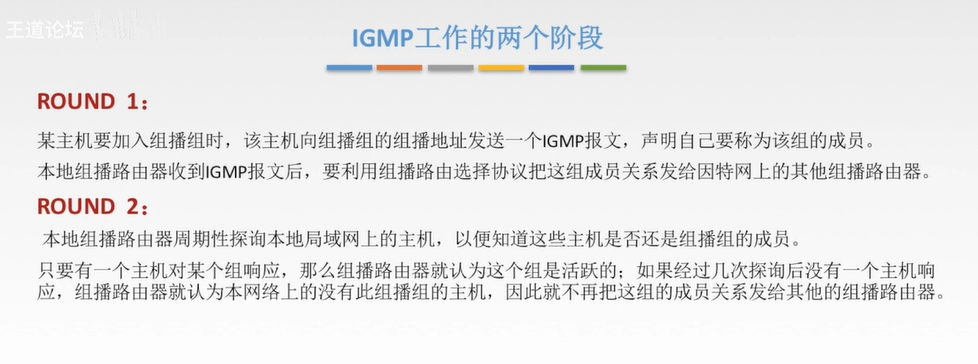 王道论坛
IGMP工作的两个阶段
ROUND 1：
某主机要加入组播组时，该主机向组播组的组播地址发送一个IGMP报文，声明自己要称为该组的成员。
本地组播路由器收到IGMP报文后，要利用组播路由选择协议把这组成员关系发给因特网上的其他组播路由器。
ROUND 2：
本地组播路由器周期性探询本地局域网上的主机，以便知道这些主机是否还是组播组的成员。
只要有一个主机对某个组响应，那么组播路由器就认为这个组是活跃的；如果经过几次探询后没有一个主机响
应，组播路由器就认为本网络上的没有此组播组的主机，因此就不再把这组的成员关系发给其他的组播路由器。